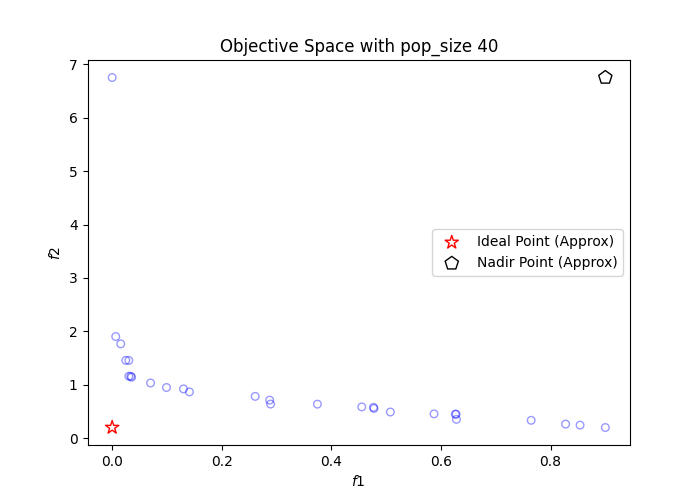 Objective Space with pop_size 40
7
6
5
4
3
2
1
0
f2
Ideal Point (Approx)
Nadir Point (Approx)
0.0 0.2 0.4 0.6 0.8
f1